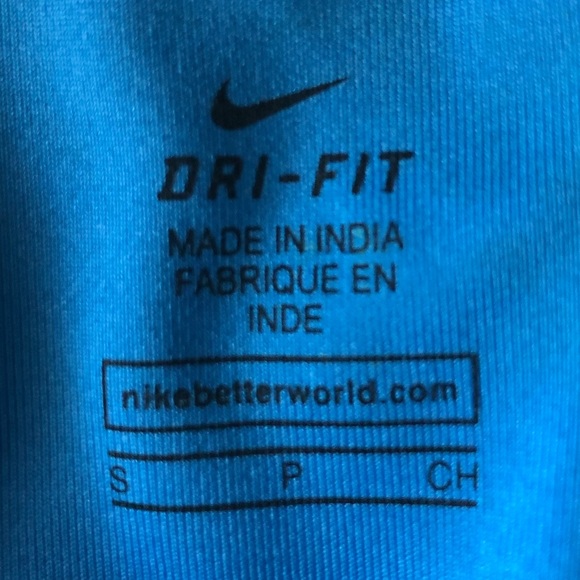 DRI-FIT
MADE IN INDIA
FABRIQUE EN
INDE
nikebetterworld.com
S P CH